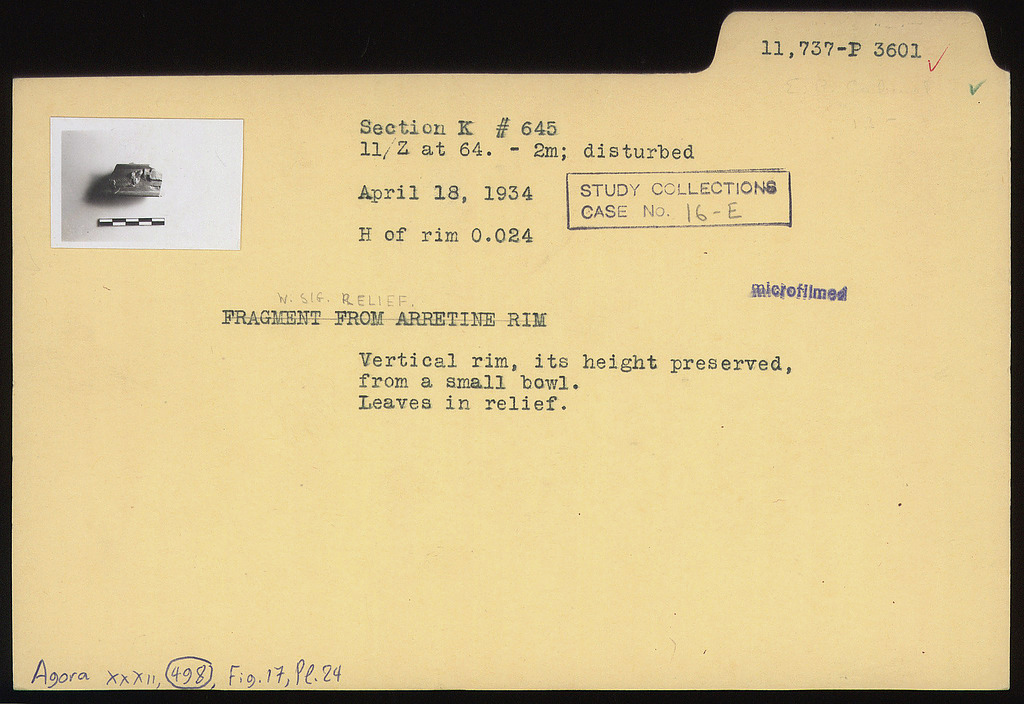 11,737-P 3601
Section K # 645
11/Z at 64. - 2m; disturbed
April 18, 1934
STUDY COLLECTIONS
CASE No. 16-E
H of rim 0.024
microfilmed
W. SIG. RELIEF.
FRAGMENT FROM ARRETINE RIM
Vertical rim, its height preserved,
from a small bowl.
Leaves in relief.
Agora XXXII, 498, Fig. 17, Pl. 24